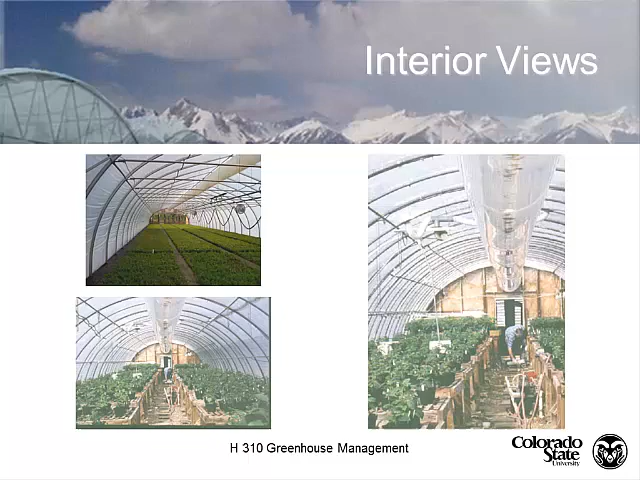 Interior Views
H 310 Greenhouse Management
Colorado
State
University